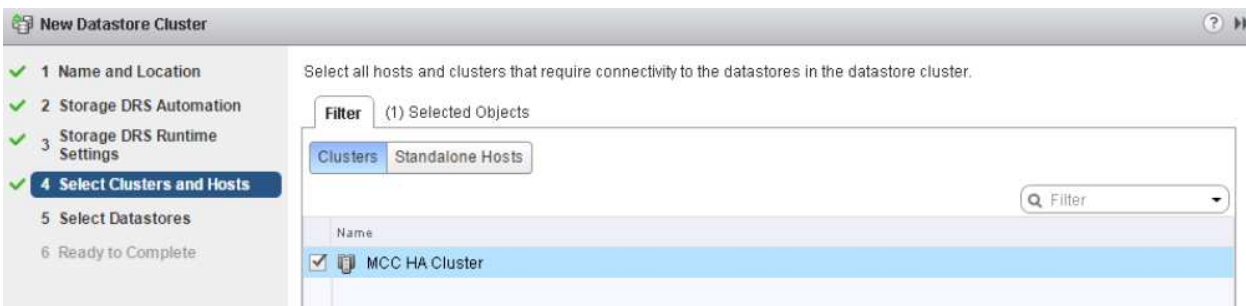 New Datastore Cluster
?
1 Name and Location
2 Storage DRS Automation
3 Storage DRS Runtime
Settings
4 Select Clusters and Hosts
5 Select Datastores
6 Ready to Complete
Select all hosts and clusters that require connectivity to the datastores in the datastore cluster.
Filter (1) Selected Objects
Clusters Standalone Hosts
Filter
Name
MCC HA Cluster